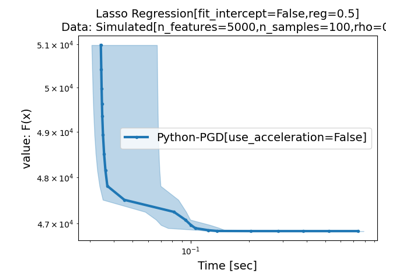 Lasso Regression[fit_intercept=False,reg=0.5]
Data: Simulated[n_features=5000,n_samples=100,rho=0
5.1 × 10⁴
5 × 10⁴
4.9 × 10⁴
4.8 × 10⁴
4.7 × 10⁴
value: F(x)
Python-PGD[use_acceleration=False]
10⁻¹
Time [sec]